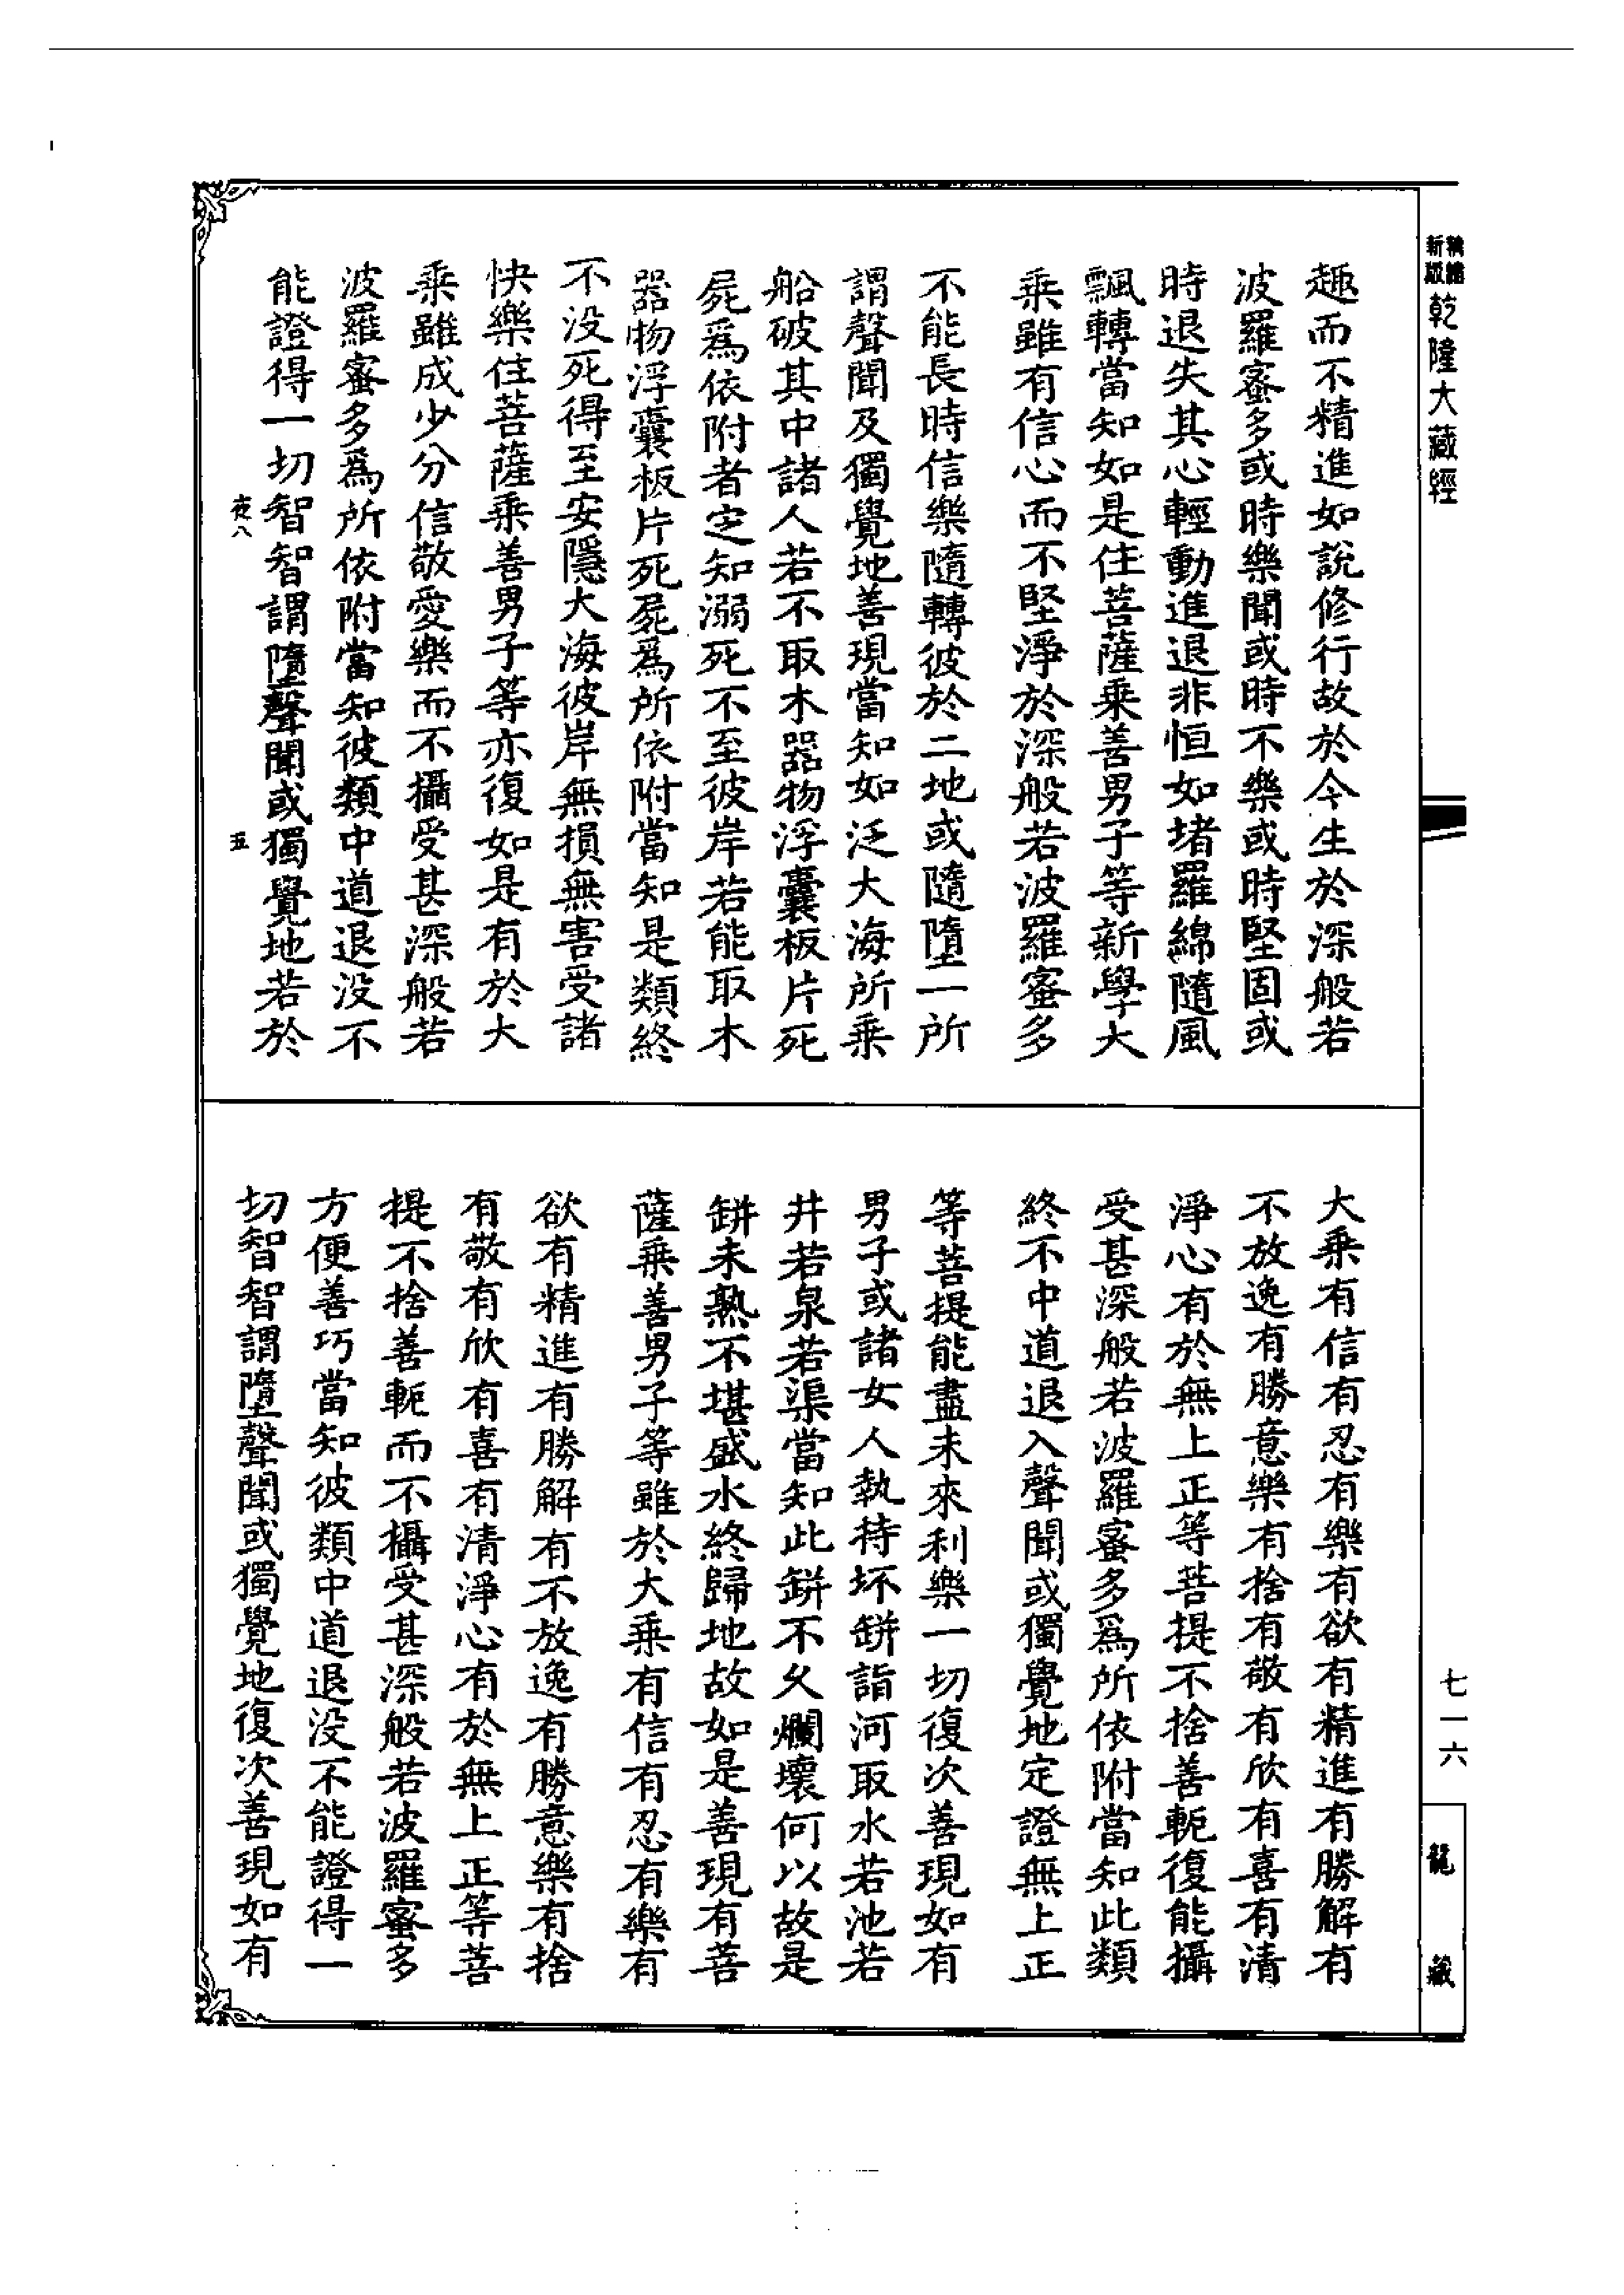 新版
乾隆大藏經
趣而不精進如說修行故於今生於深般若
波羅蜜多或時樂聞或時不樂或時堅固或
時退失其心輕動進退非恒如堵羅綿隨風
飄轉當知如是住菩薩乗善男子等新學大
乗雖有信心而不堅淨於深般若波羅蜜多
不能長時信樂隨轉彼於二地或隨墮一所
謂聲聞及獨覺地善現當知如泛大海所乗
船破其中諸人若不取木器物浮囊板片死
屍爲依附者定知溺死不至彼岸若能取木
器物浮囊板片死屍爲所依附當知是類終
不没死得至安隱大海彼岸無損無害受諸
快樂住菩薩乗善男子等亦復如是有於大
乗雖成少分信敬愛樂而不攝受甚深般若
波羅蜜多爲所依附當知彼類中道退没不
能證得一切智智謂墮聲聞或獨覺地若於
夜八
五
大乗有信有忍有樂有欲有精進有勝解有
不放逸有勝意樂有捨有敬有欣有喜有清
淨心有於無上正等菩提不捨善軛復能攝
受甚深般若波羅蜜多爲所依附當知此類
終不中道退入聲聞或獨覺地定證無上正
等菩提能盡未來利樂一切復次善現如有
男子或諸女人執持坏缾詣河取水若池若
井若泉若渠當知此缾不久爛壞何以故是
缾未熟不堪盛水終歸地故如是善現有菩
薩乗善男子等雖於大乗有信有忍有樂有
欲有精進有勝解有不放逸有勝意樂有捨
有敬有欣有喜有清淨心有於無上正等菩
提不捨善軛而不攝受甚深般若波羅蜜多
方便善巧當知彼類中道退没不能證得一
切智智謂墮聲聞或獨覺地復次善現如有
七一六
龍藏